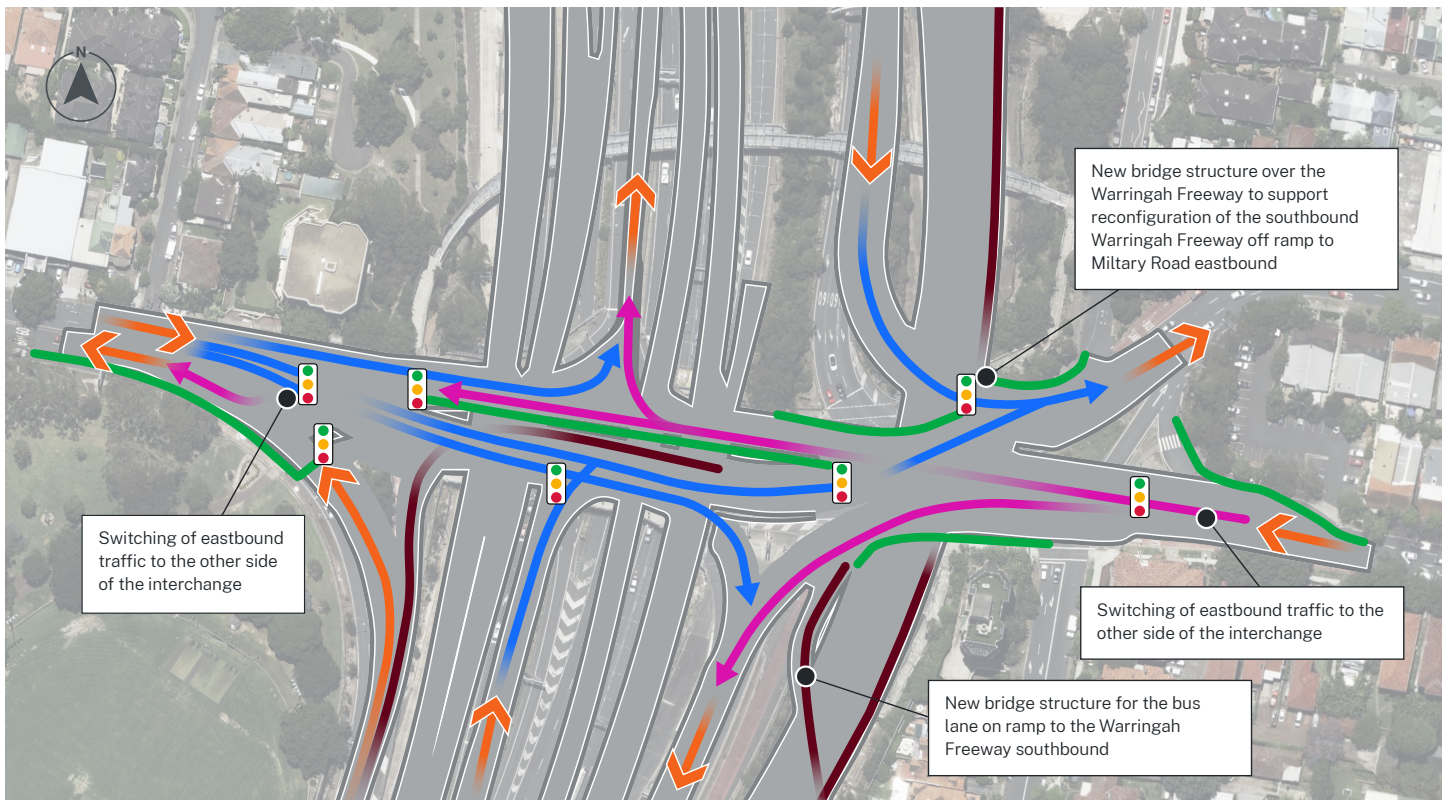 N
New bridge structure over the
Warringah Freeway to support
reconfiguration of the southbound
Warringah Freeway off ramp to
Miltary Road eastbound
Switching of eastbound
traffic to the other side
of the interchange
Switching of eastbound traffic to the
other side of the interchange
New bridge structure for the bus
lane on ramp to the Warringah
Freeway southbound